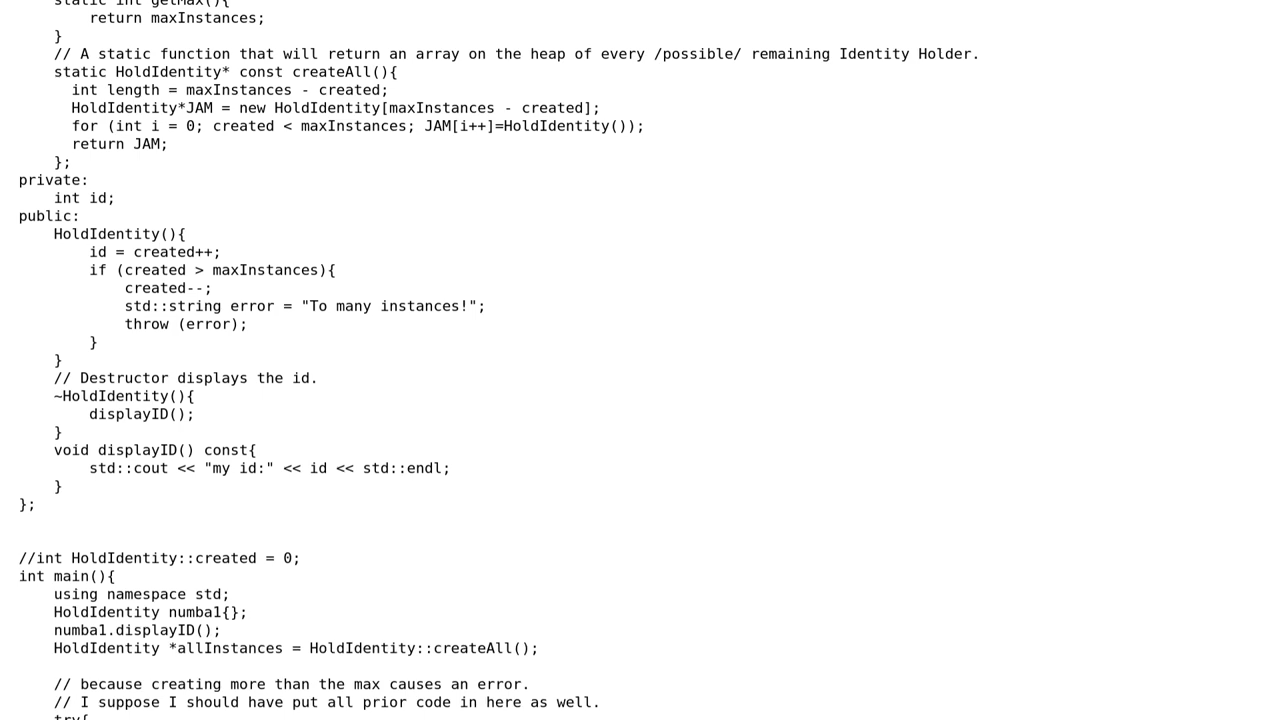 static int getMax(){
return maxInstances;
}
// A static function that will return an array on the heap of every /possible/ remaining Identity Holder.
static HoldIdentity* const createAll(){
int length = maxInstances - created;
HoldIdentity*JAM = new HoldIdentity[maxInstances - created];
for (int i = 0; created < maxInstances; JAM[i++]=HoldIdentity());
return JAM;
};
private:
int id;
public:
HoldIdentity(){
id = created++;
if (created > maxInstances){
created--;
std::string error = "To many instances!";
throw (error);
}
}
// Destructor displays the id.
~HoldIdentity(){
displayID();
}
void displayID() const{
std::cout << "my id:" << id << std::endl;
}
};
//int HoldIdentity::created = 0;
int main(){
using namespace std;
HoldIdentity numba1{};
numba1.displayID();
HoldIdentity *allInstances = HoldIdentity::createAll();
// because creating more than the max causes an error.
// I suppose I should have put all prior code in here as well.
try{